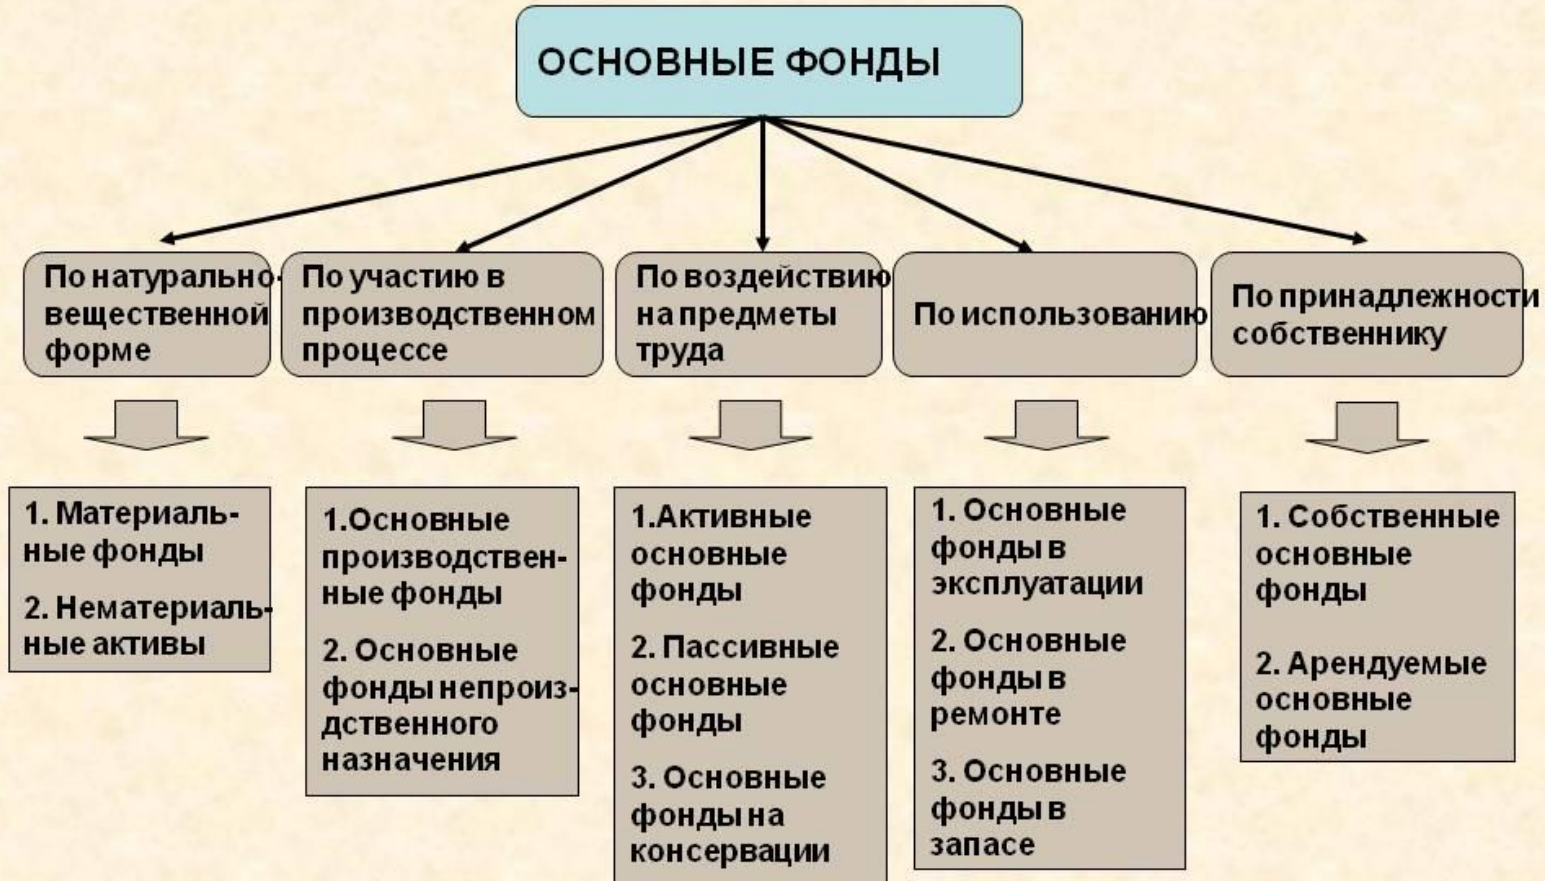 ОСНОВНЫЕ ФОНДЫ
По натурально-
вещественной
форме
По участию в
производственном
процессе
По воздействию
на предметы
труда
По использованию
По принадлежности
собственнику
1. Материаль-
ные фонды
2. Нематериаль-
ные активы
1.Основные
производствен-
ные фонды
2. Основные
фонды непроиз-
дственного
назначения
1.Активные
основные
фонды
2. Пассивные
основные
фонды
3. Основные
фонды на
консервации
1. Основные
фонды в
эксплуатации
2. Основные
фонды в
ремонте
3. Основные
фонды в
запасе
1. Собственные
основные
фонды
2. Арендуемые
основные
фонды